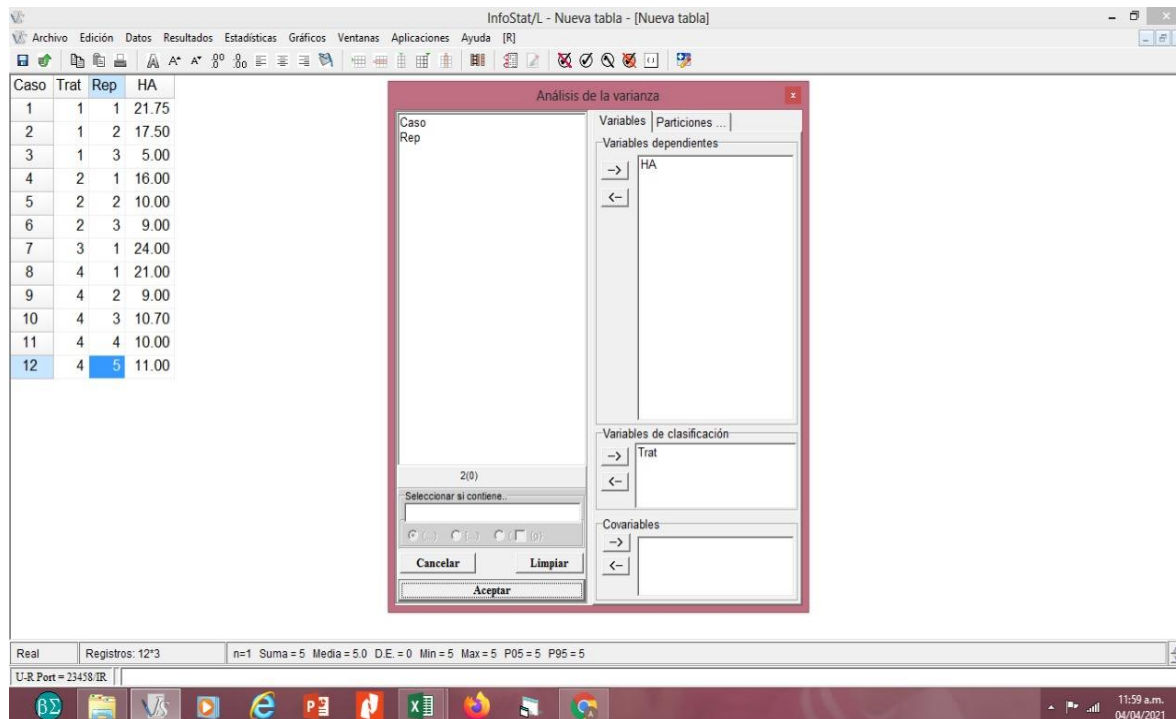 InfoStat/L - Nueva tabla - [Nueva tabla]
Archivo Edición Datos Resultados Estadísticas Gráficos Ventanas Aplicaciones Ayuda [R]
Caso Trat Rep HA
1 1 1 21.75
2 1 2 17.50
3 1 3 5.00
4 2 1 16.00
5 2 2 10.00
6 2 3 9.00
7 3 1 24.00
8 4 1 21.00
9 4 2 9.00
10 4 3 10.70
11 4 4 10.00
12 4 5 11.00
Análisis de la varianza
Caso
Rep
2(0)
Seleccionar si contiene..
Cancelar Limpiar
Aceptar
Variables Particiones ...
Variables dependientes
HA
Variables de clasificación
Trat
Covariables
Real Registros: 12*3 n=1 Suma = 5 Media = 5.0 D.E. = 0 Min = 5 Max = 5 P05 = 5 P95 = 5
U-R Port = 23458/IR
11:59 a.m.
04/04/2021